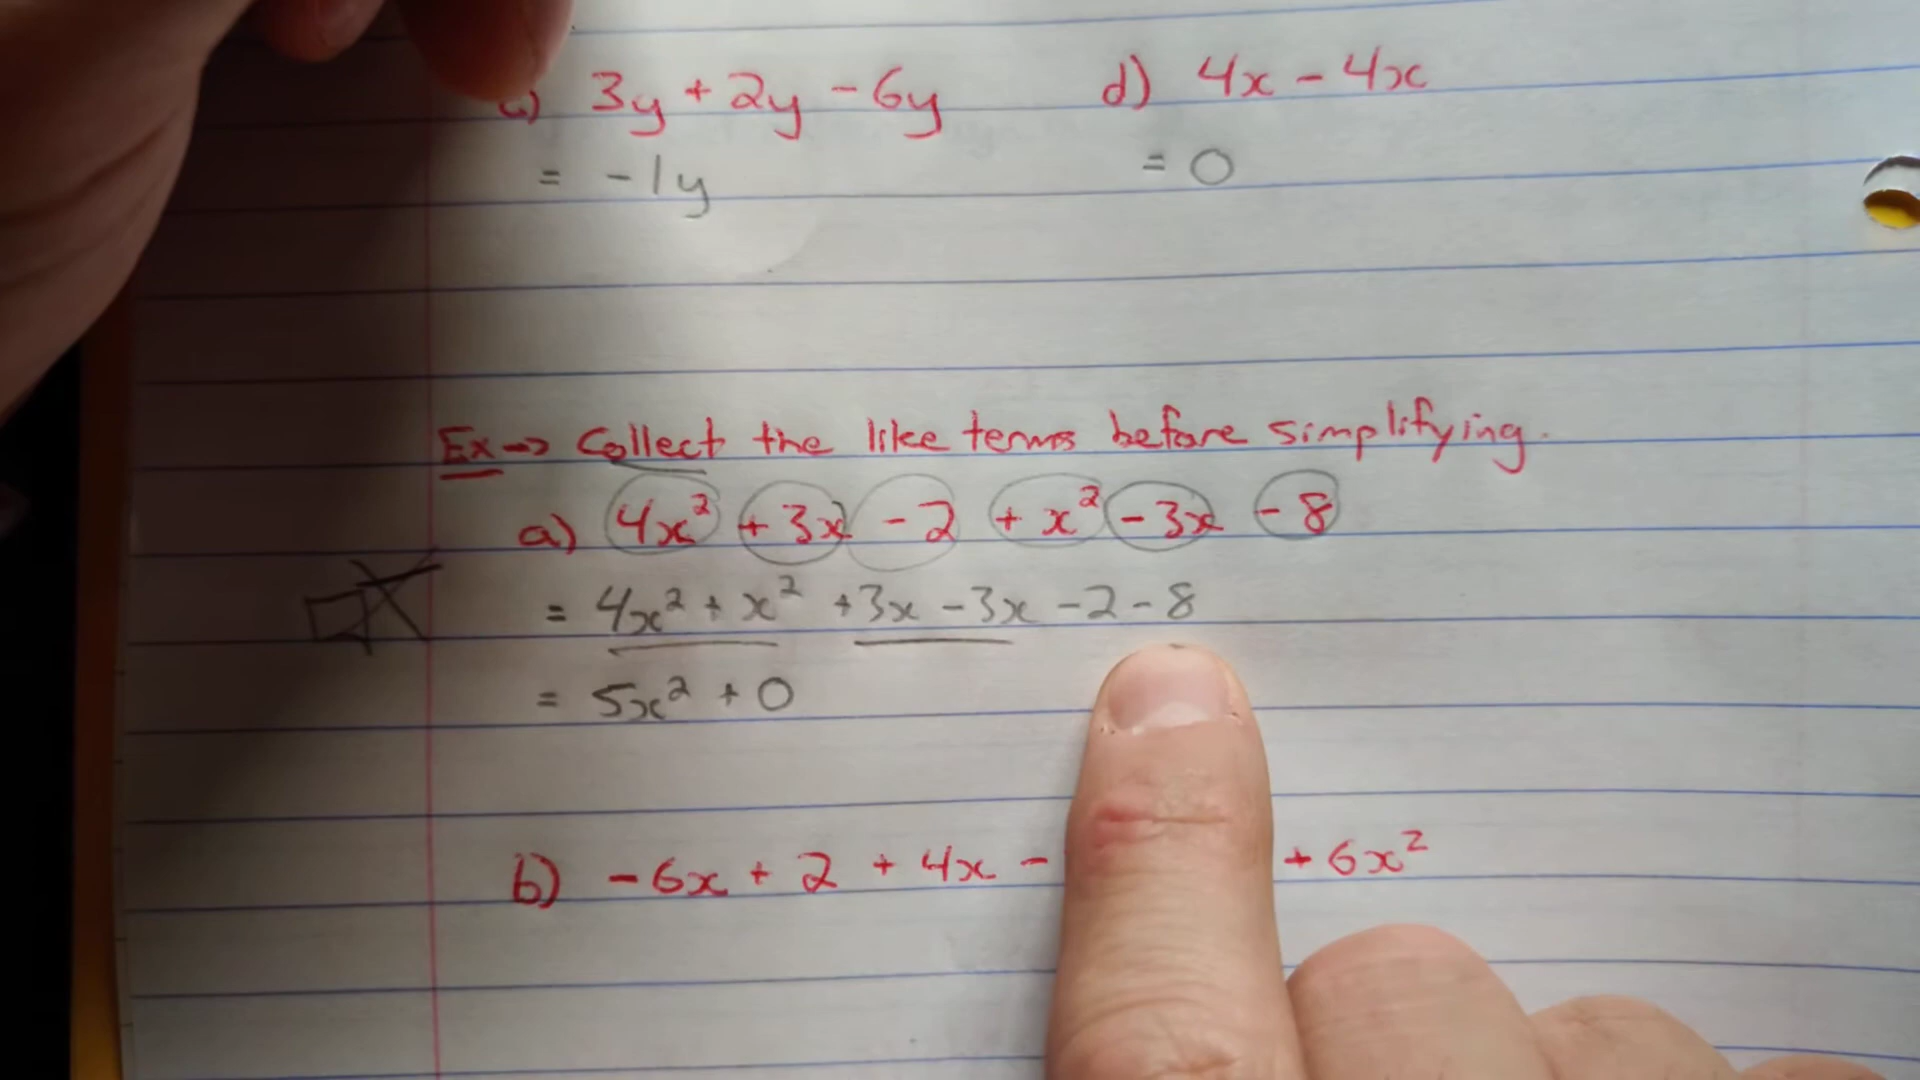 c) 3y + 2y - 6y d) 4x - 4x
= -1y = 0
Ex → Collect the like terms before simplifying.
a) 4x² + 3x - 2 + x² - 3x - 8
= 4x² + x² + 3x - 3x - 2 - 8
= 5x² + 0
b) -6x + 2 + 4x - + 6x²